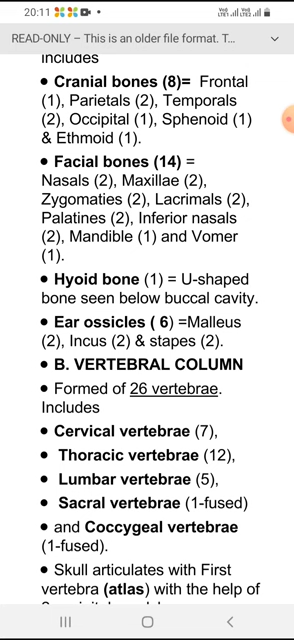 20:11
Vo) LTE1 Vo) LTE2
READ-ONLY – This is an older file format. T...
includes
• Cranial bones (8)= Frontal
(1), Parietals (2), Temporals
(2), Occipital (1), Sphenoid (1)
& Ethmoid (1).
• Facial bones (14) =
Nasals (2), Maxillae (2),
Zygomaties (2), Lacrimals (2),
Palatines (2), Inferior nasals
(2), Mandible (1) and Vomer
(1).
• Hyoid bone (1) = U-shaped
bone seen below buccal cavity.
• Ear ossicles ( 6) =Malleus
(2), Incus (2) & stapes (2).
• B. VERTEBRAL COLUMN
• Formed of 26 vertebrae.
Includes
• Cervical vertebrae (7),
• Thoracic vertebrae (12),
• Lumbar vertebrae (5),
• Sacral vertebrae (1-fused)
• and Coccygeal vertebrae
(1-fused).
• Skull articulates with First
vertebra (atlas) with the help of